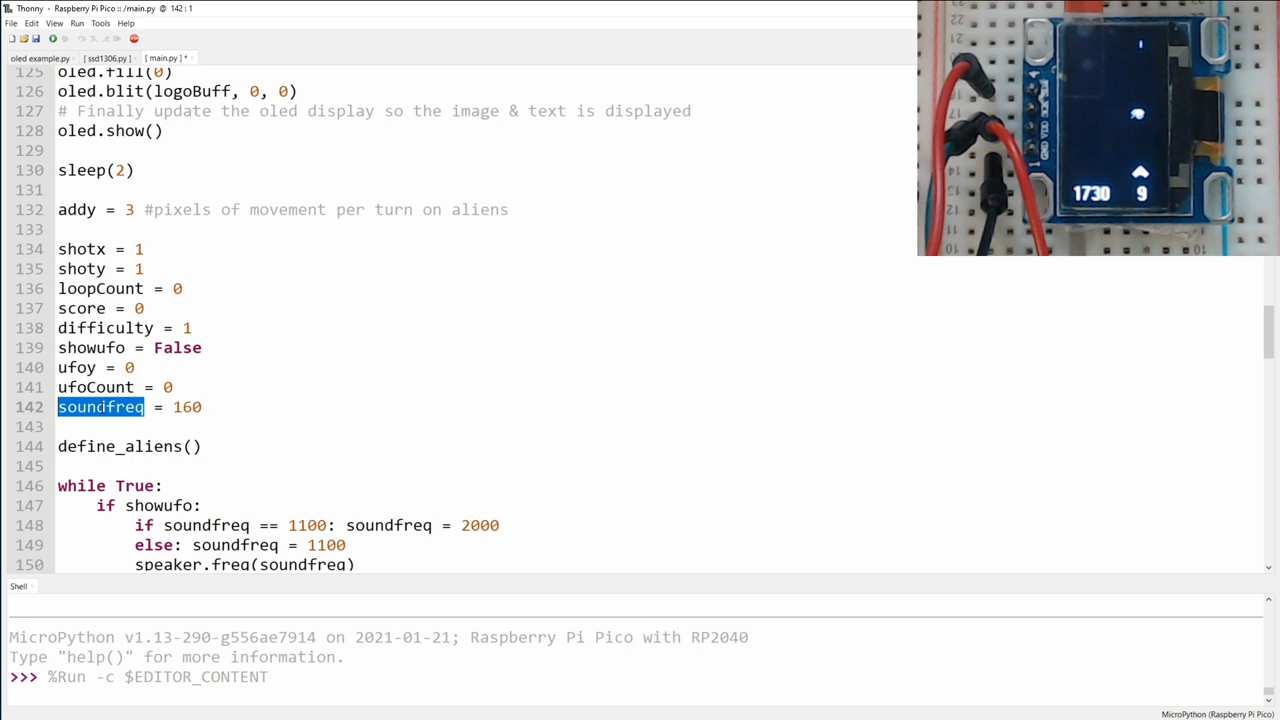 Thonny - Raspberry Pi Pico :: /main.py @ 142 : 1
File Edit View Run Tools Help
oled example.py [ ssd1306.py ] [ main.py ] *
125 oled.fill(0)
126 oled.blit(logoBuff, 0, 0)
127 # Finally update the oled display so the image & text is displayed
128 oled.show()
129
130 sleep(2)
131
132 addy = 3 #pixels of movement per turn on aliens
133
134 shotx = 1
135 shoty = 1
136 loopCount = 0
137 score = 0
138 difficulty = 1
139 showufo = False
140 ufoy = 0
141 ufoCount = 0
142 soundfreq = 160
143
144 define_aliens()
145
146 while True:
147 if showufo:
148 if soundfreq == 1100: soundfreq = 2000
149 else: soundfreq = 1100
150 speaker.freq(soundfreq)
Shell
MicroPython v1.13-290-g556ae7914 on 2021-01-21; Raspberry Pi Pico with RP2040
Type "help()" for more information.
>>> %Run -c $EDITOR_CONTENT
MicroPython (Raspberry Pi Pico)
1730 9